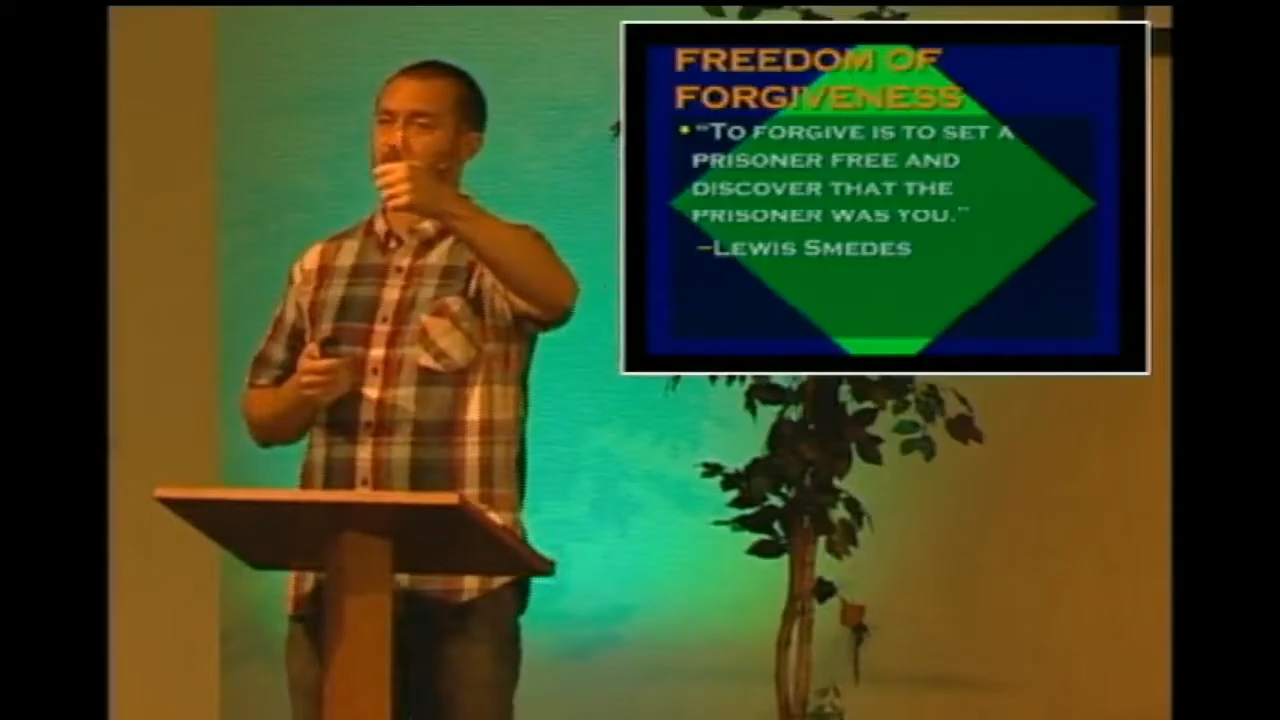 FREEDOM OF
FORGIVENESS
• "TO FORGIVE IS TO SET A
PRISONER FREE AND
DISCOVER THAT THE
PRISONER WAS YOU."
–LEWIS SMEDES